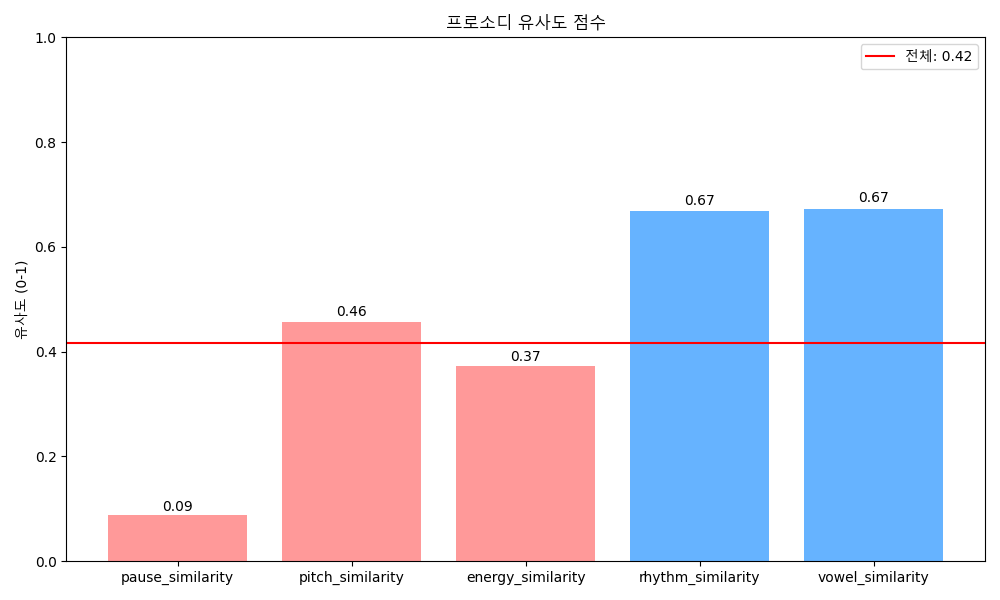 프로소디 유사도 점수
전체: 0.42
유사도 (0-1)
1.0
0.8
0.6
0.4
0.2
0.0
0.09
0.46
0.37
0.67
0.67
pause_similarity
pitch_similarity
energy_similarity
rhythm_similarity
vowel_similarity